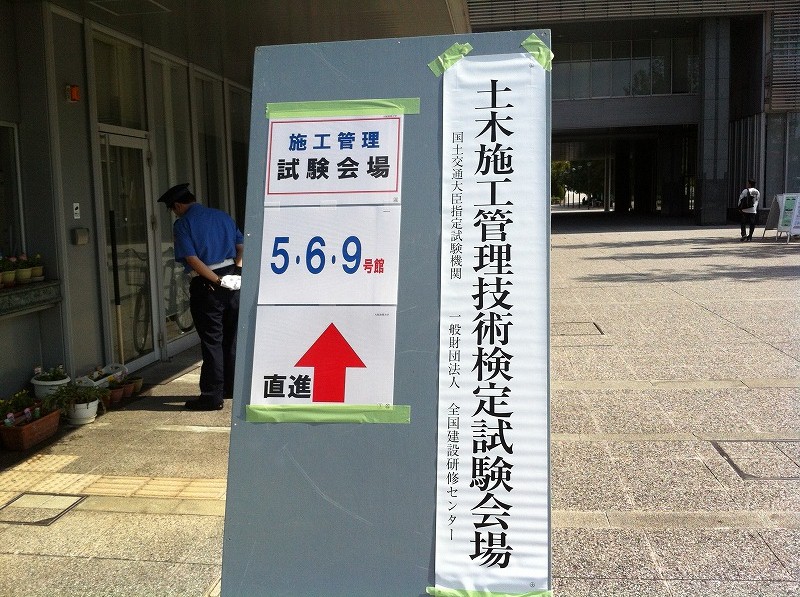 土木施工管理技術検定試験会場
国土交通大臣指定試験機関 一般財団法人 全国建設研修センター
施工管理
試験会場
5・6・9号館
直進